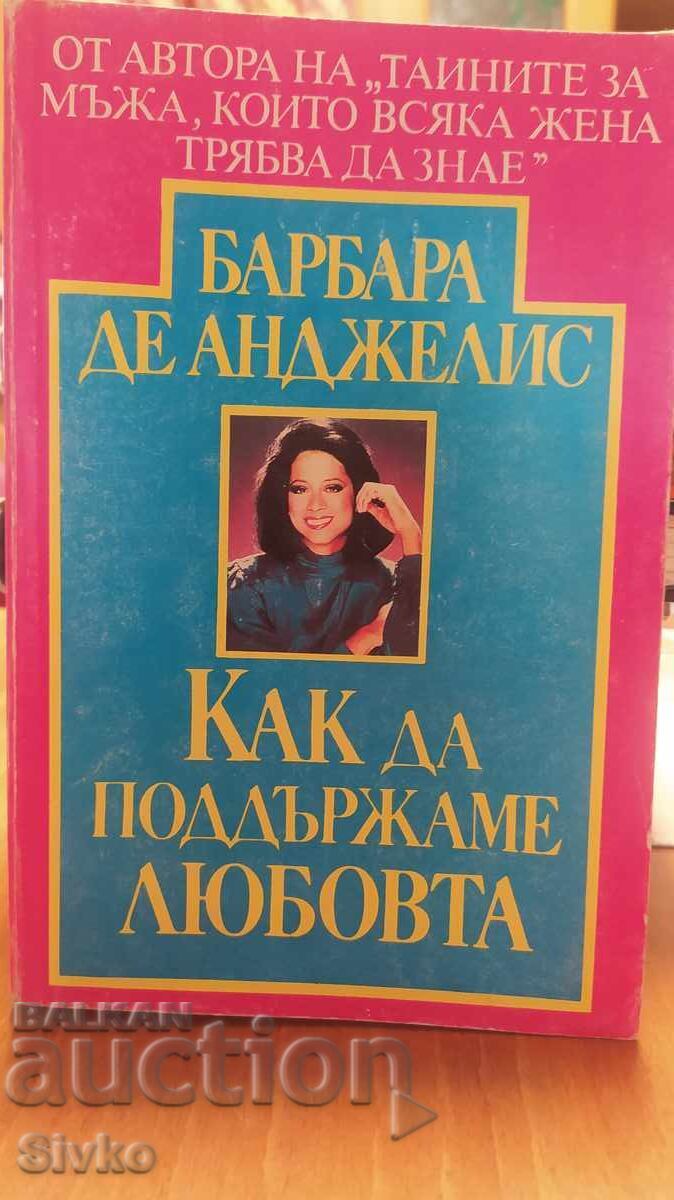 ОТ АВТОРА НА „ТАЙНИТЕ ЗА
МЪЖА, КОИТО ВСЯКА ЖЕНА
ТРЯБВА ДА ЗНАЕ”
БАРБАРА
ДЕ АНДЖЕЛИС
КАК ДА
ПОДДЪРЖАМЕ
ЛЮБОВТА
BALKAN
auction
Sivko